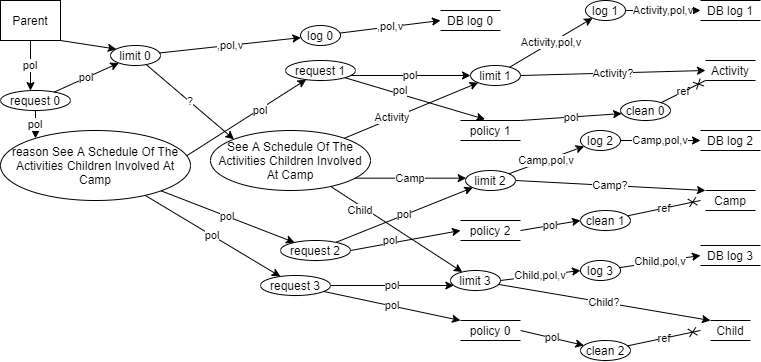 Parent
pol
limit 0
,pol,v
log 0
,pol,v
DB log 0
log 1
Activity,pol,v
DB log 1
Activity,pol,v
request 0
pol
pol
?
request 1
pol
limit 1
Activity?
Activity
pol
pol
policy 1
pol
clean 0
ref
reason See A Schedule Of The
Activities Children Involved At
Camp
See A Schedule Of The
Activities Children Involved
At Camp
Activity
Camp
Child
log 2
Camp,pol,v
DB log 2
Camp,pol,v
limit 2
Camp?
Camp
pol
request 2
pol
pol
policy 2
pol
clean 1
ref
pol
request 3
pol
limit 3
Child,pol,v
log 3
Child,pol,v
DB log 3
Child?
Child
pol
policy 0
pol
clean 2
ref